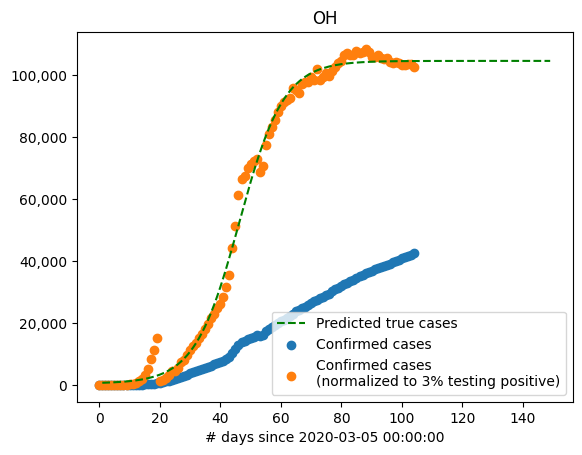 OH
100,000
80,000
60,000
40,000
20,000
0
Predicted true cases
Confirmed cases
Confirmed cases
(normalized to 3% testing positive)
0 20 40 60 80 100 120 140
# days since 2020-03-05 00:00:00